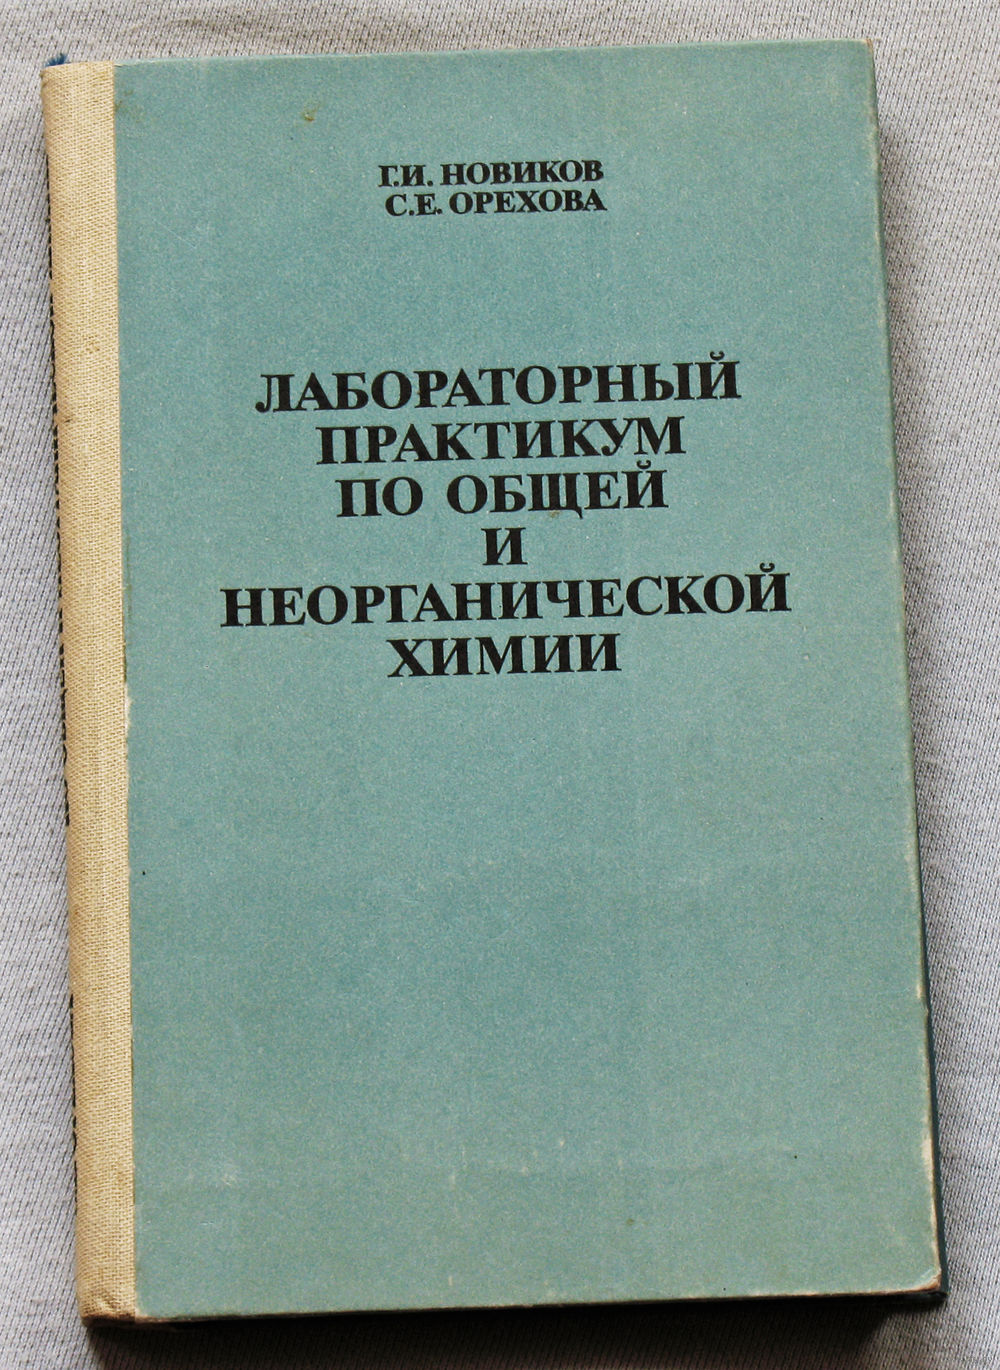 Г.И. НОВИКОВ
С.Е. ОРЕХОВА
ЛАБОРАТОРНЫЙ
ПРАКТИКУМ
ПО ОБЩЕЙ
И
НЕОРГАНИЧЕСКОЙ
ХИМИИ